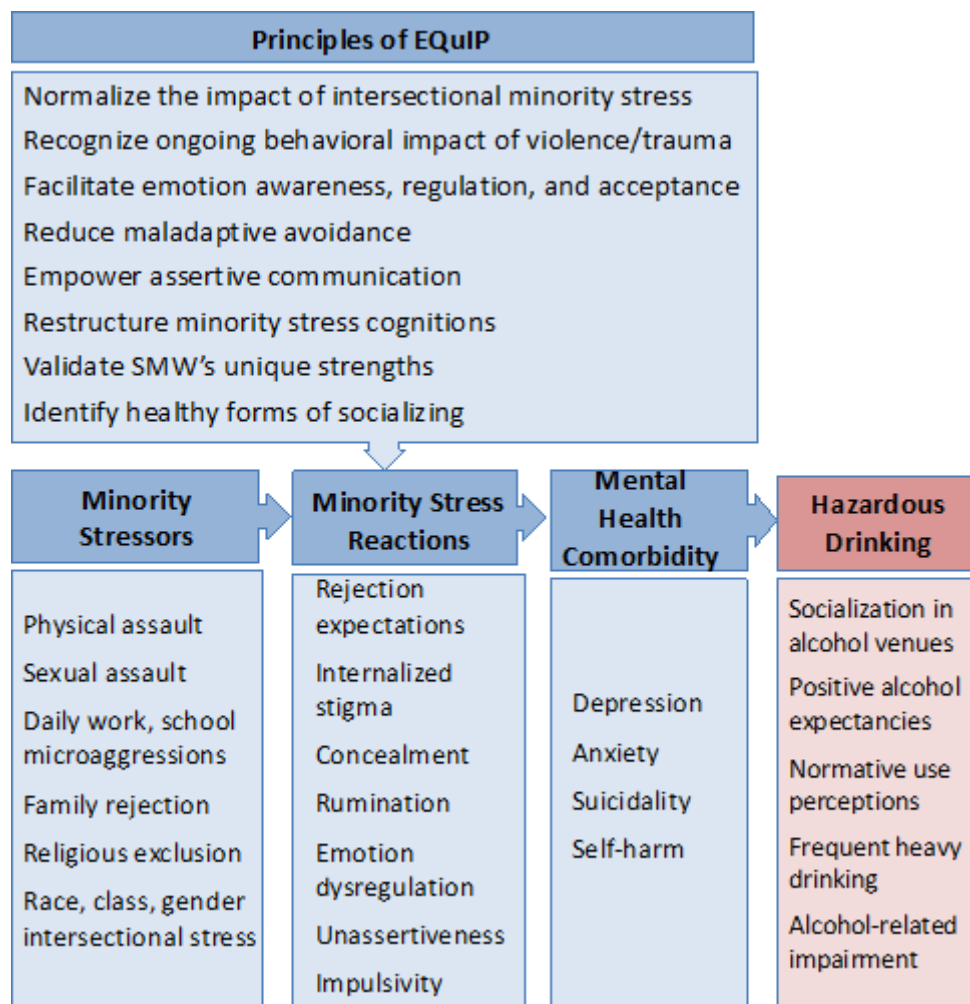 Principles of EQuIP
Normalize the impact of intersectional minority stress
Recognize ongoing behavioral impact of violence/trauma
Facilitate emotion awareness, regulation, and acceptance
Reduce maladaptive avoidance
Empower assertive communication
Restructure minority stress cognitions
Validate SMW's unique strengths
Identify healthy forms of socializing
Minority
Stressors
Physical assault
Sexual assault
Daily work, school
microaggressions
Family rejection
Religious exclusion
Race, class, gender
intersectional stress
Minority Stress
Reactions
Rejection
expectations
Internalized
stigma
Concealment
Rumination
Emotion
dysregulation
Unassertiveness
Impulsivity
Mental
Health
Comorbidity
Depression
Anxiety
Suicidality
Self-harm
Hazardous
Drinking
Socialization in
alcohol venues
Positive alcohol
expectancies
Normative use
perceptions
Frequent heavy
drinking
Alcohol-related
impairment